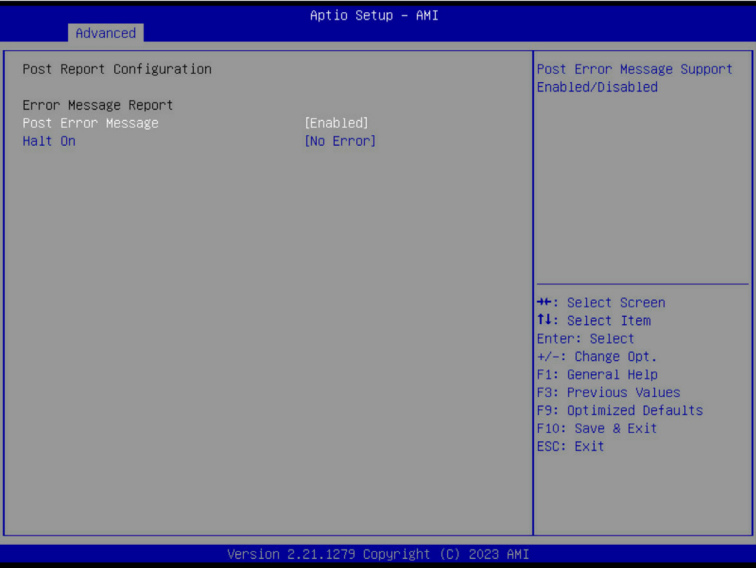 Aptio Setup – AMI
Advanced
Post Report Configuration
Error Message Report
Post Error Message [Enabled]
Halt On [No Error]
Post Error Message Support
Enabled/Disabled
→←: Select Screen
↑↓: Select Item
Enter: Select
+/-: Change Opt.
F1: General Help
F3: Previous Values
F9: Optimized Defaults
F10: Save & Exit
ESC: Exit
Version 2.21.1279 Copyright (C) 2023 AMI